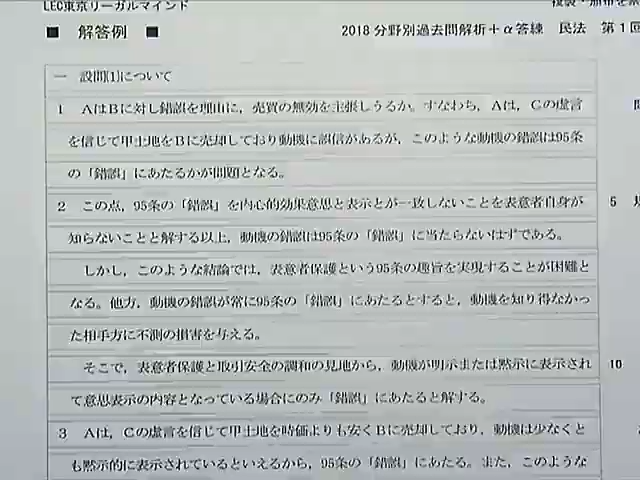 LEC東京リーガルマインド
■ 解答例 ■
2018 分野別過去問解析+α答練 民法 第1回
一 設問(1)について
1 AはBに対し錯誤を理由に,売買の無効を主張しうるか。すなわち,Aは,Cの虚言
を信じて甲土地をBに売却しており動機に誤信があるが,このような動機の錯誤は95条
の「錯誤」にあたるかが問題となる。
2 この点,95条の「錯誤」を内心的効果意思と表示とが一致しないことを表意者自身が
5
知らないことと解する以上,動機の錯誤は95条の「錯誤」に当たらないはずである。
しかし,このような結論では,表意者保護という95条の趣旨を実現することが困難と
なる。他方,動機の錯誤が常に95条の「錯誤」にあたるとすると,動機を知り得なかっ
た相手方に不測の損害を与える。
そこで,表意者保護と取引安全の調和の見地から,動機が明示または黙示に表示され
10
て意思表示の内容となっている場合にのみ「錯誤」にあたると解する。
3 Aは,Cの虚言を信じて甲土地を時価よりも安くBに売却しており,動機は少なくと
も黙示的に表示されているといえるから,95条の「錯誤」にあたる。また,このような